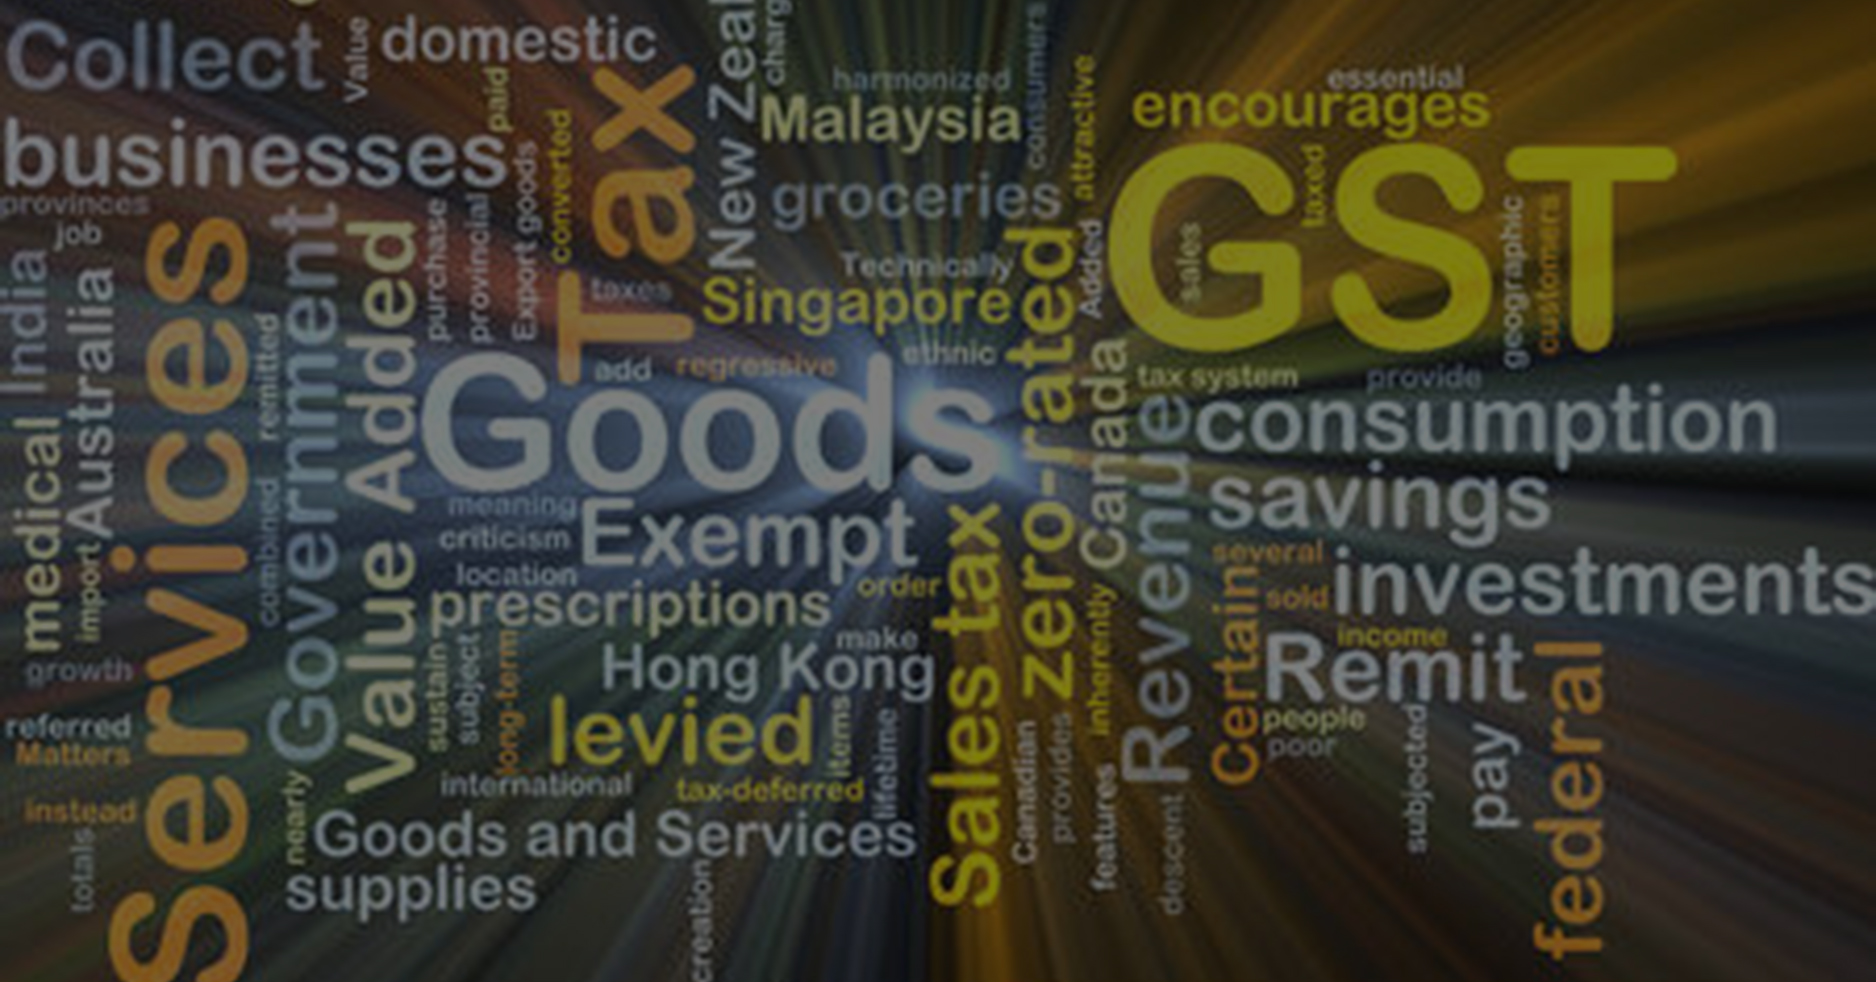 Collect
Value
domestic
businesses
paid
converted
Tax
New Zeal
charg
harmonized
Malaysia
consumers
attractive
essential
encourages
GST
taxed
sales
geographic
customers
provinces
job
India
Australia
Services
remitted
Government
Value Added
purchase
provincial
Export goods
taxes
groceries
Technically
Singapore
zero-rated
Added
add
regressive
ethnic
Goods
tax system
provide
consumption
savings
Canada
Revenue
medical
import
combined
meaning
criticism
location
Exempt
prescriptions
order
Sales tax
several
sold
investments
income
Certain
Remit
people
poor
growth
referred
Matters
instead
totals
nearly
sustain
subject
long-term
make
Hong Kong
levied
items
lifetime
international
tax-deferred
Goods and Services
supplies
creation
Canadian
provides
inherently
features
descent
subjected
pay
federal